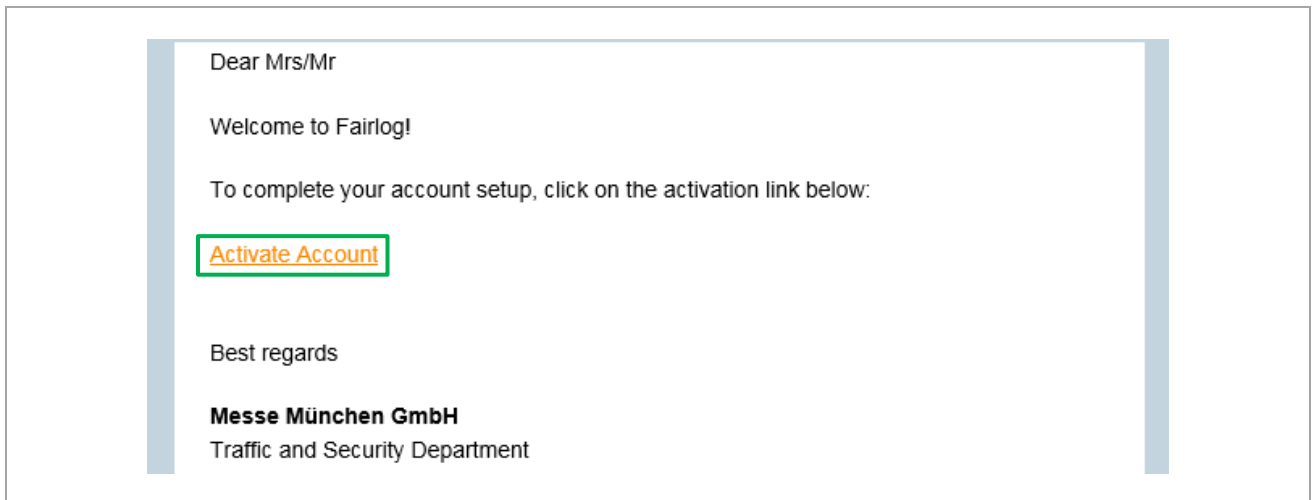 Dear Mrs/Mr
Welcome to Fairlog!
To complete your account setup, click on the activation link below:
Activate Account
Best regards
Messe München GmbH
Traffic and Security Department